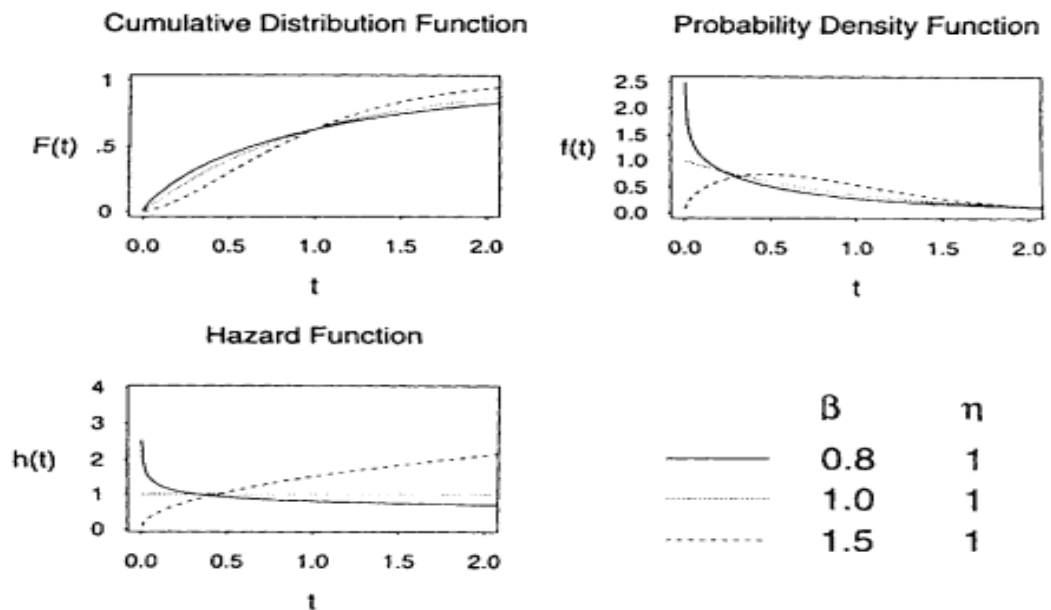 Cumulative Distribution Function
1
.5
0
F(t)
0.0 0.5 1.0 1.5 2.0
t
Probability Density Function
2.5
2.0
1.5
1.0
0.5
0.0
f(t)
0.0 0.5 1.0 1.5 2.0
t
Hazard Function
4
3
2
1
0
h(t)
0.0 0.5 1.0 1.5 2.0
t
β η
0.8 1
1.0 1
1.5 1